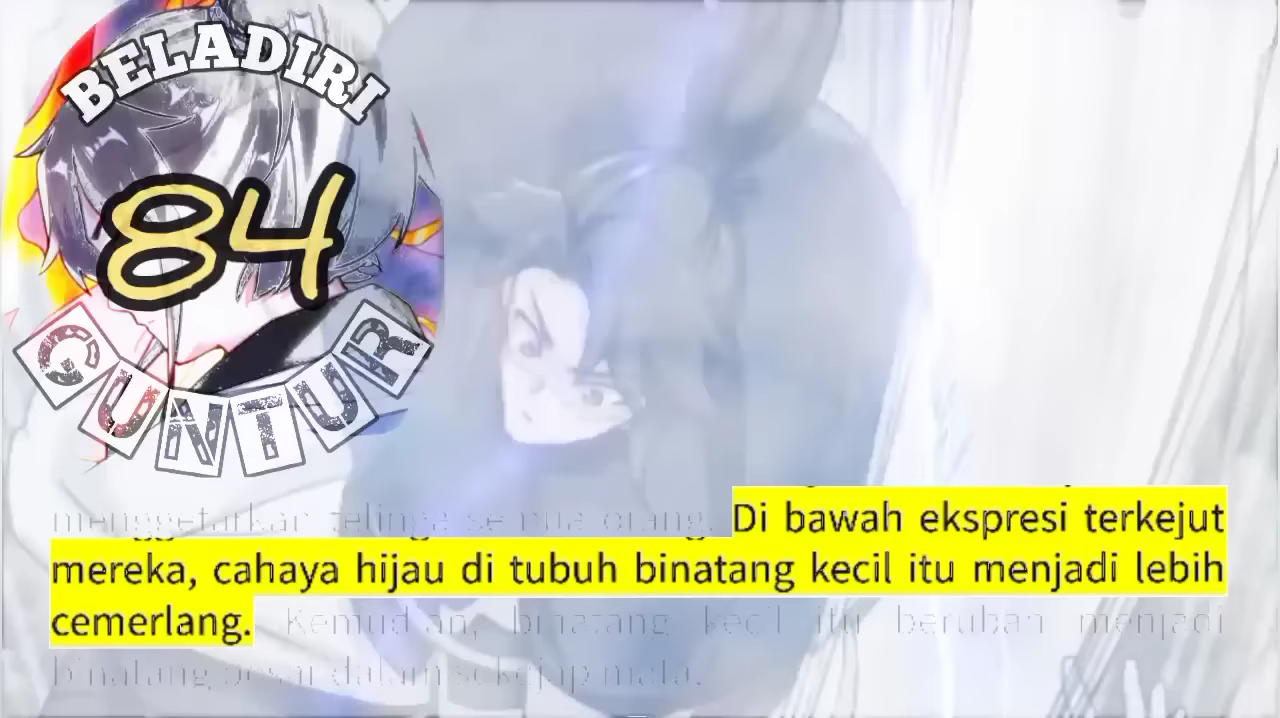 BELADIRI
84
GUNTUR
menggetarkan telinga semua orang. Di bawah ekspresi terkejut
mereka, cahaya hijau di tubuh binatang kecil itu menjadi lebih
cemerlang. Kemudian, binatang kecil itu berubah menjadi
binatang besar dalam sekejap mata.